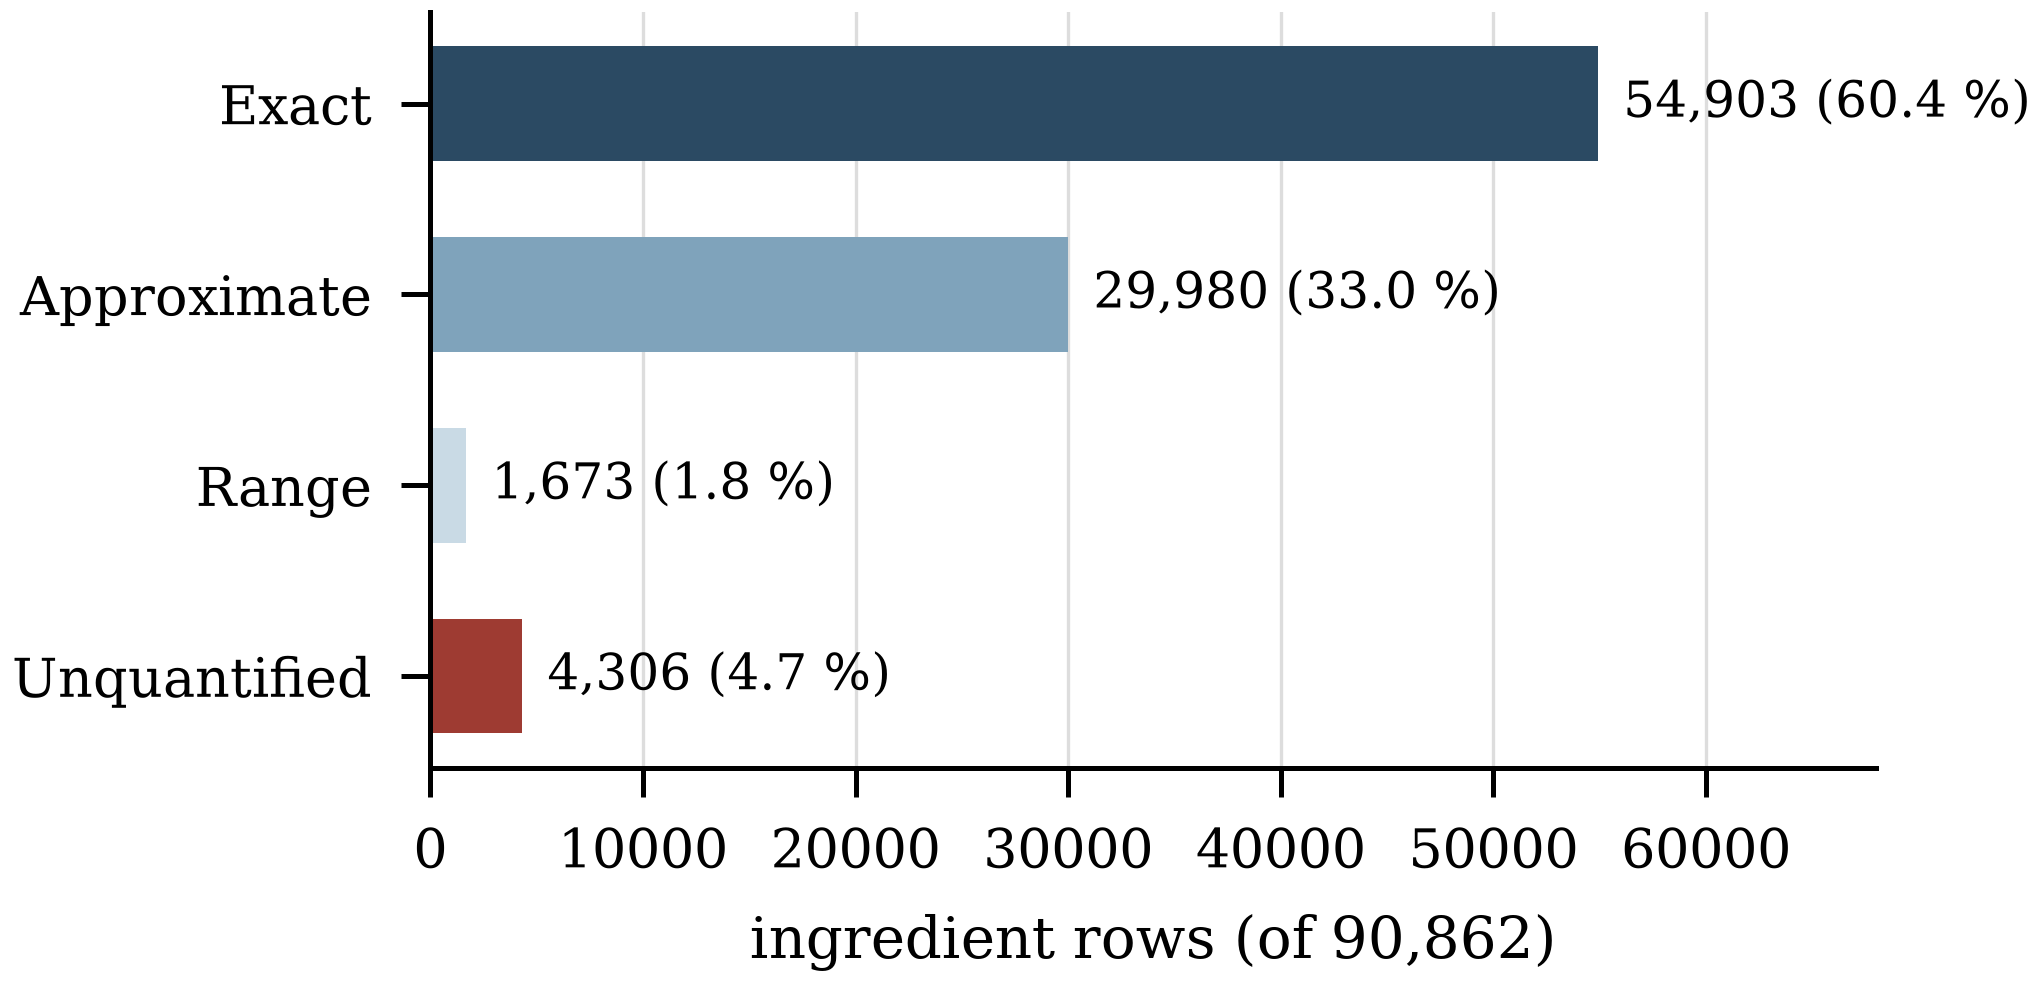 Exact 54,903 (60.4 %)
Approximate 29,980 (33.0 %)
Range 1,673 (1.8 %)
Unquantified 4,306 (4.7 %)
0 10000 20000 30000 40000 50000 60000
ingredient rows (of 90,862)